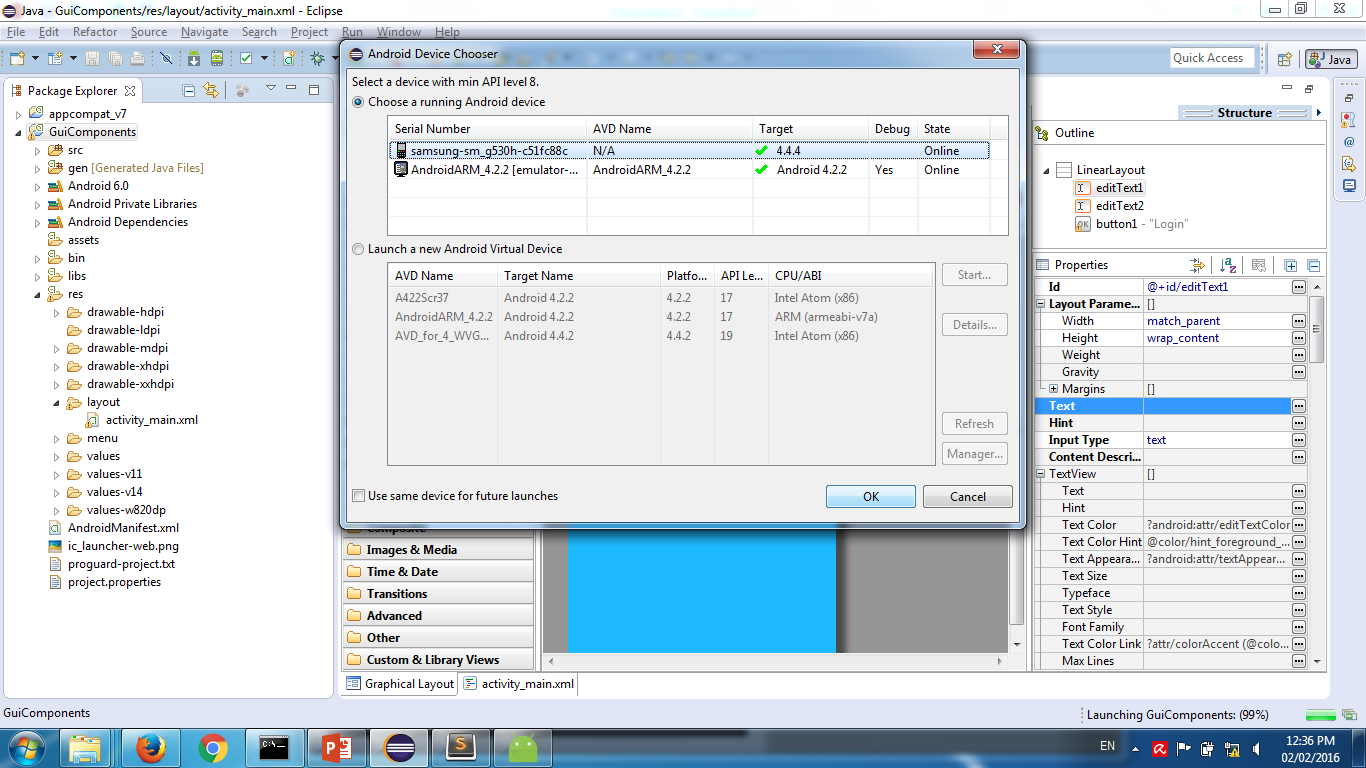 Java - GuiComponents/res/layout/activity_main.xml - Eclipse
File Edit Refactor Source Navigate Search Project Run Window Help
Quick Access
Java
Package Explorer
appcompat_v7
GuiComponents
src
gen [Generated Java Files]
Android 6.0
Android Private Libraries
Android Dependencies
assets
bin
libs
res
drawable-hdpi
drawable-ldpi
drawable-mdpi
drawable-xhdpi
drawable-xxhdpi
layout
activity_main.xml
menu
values
values-v11
values-v14
values-w820dp
AndroidManifest.xml
ic_launcher-web.png
proguard-project.txt
project.properties
Android Device Chooser
Select a device with min API level 8.
Choose a running Android device
Serial Number AVD Name Target Debug State
samsung-sm_g530h-c51fc88c N/A 4.4.4 Online
AndroidARM_4.2.2 [emulator-... AndroidARM_4.2.2 Android 4.2.2 Yes Online
Launch a new Android Virtual Device
AVD Name Target Name Platfo... API Le... CPU/ABI
A422Scr37 Android 4.2.2 4.2.2 17 Intel Atom (x86)
AndroidARM_4.2.2 Android 4.2.2 4.2.2 17 ARM (armeabi-v7a)
AVD_for_4_WVG... Android 4.4.2 4.4.2 19 Intel Atom (x86)
Start...
Details...
Refresh
Manager...
Use same device for future launches
OK Cancel
Composite
Images & Media
Time & Date
Transitions
Advanced
Other
Custom & Library Views
Graphical Layout activity_main.xml
Structure
Outline
LinearLayout
editText1
editText2
button1 - "Login"
Properties
Id @+id/editText1
Layout Parame... []
Width match_parent
Height wrap_content
Weight
Gravity
Margins []
Text
Hint
Input Type text
Content Descri...
TextView []
Text
Hint
Text Color ?android:attr/editTextColor
Text Color Hint @color/hint_foreground_...
Text Appeara... ?android:attr/textAppear...
Text Size
Typeface
Text Style
Font Family
Text Color Link ?attr/colorAccent (@colo...
Max Lines
GuiComponents
Launching GuiComponents: (99%)
EN
12:36 PM
02/02/2016